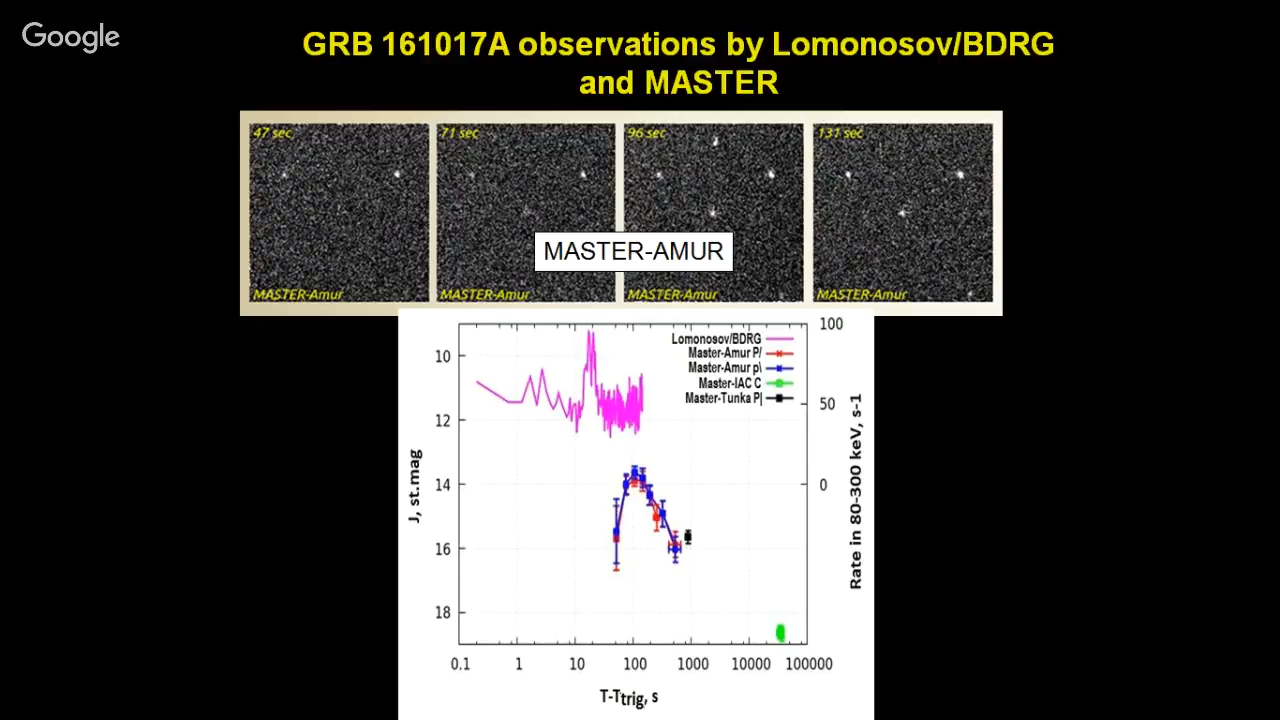 Google
GRB 161017A observations by Lomonosov/BDRG
and MASTER
47 sec
71 sec
96 sec
131 sec
MASTER-AMUR
MASTER-Amur
MASTER-Amur
MASTER-Amur
MASTER-Amur
Lomonosov/BDRG
Master-Amur P/
Master-Amur p\
Master-IAC C
Master-Tunka P|
10
12
14
16
18
J, st.mag
100
50
0
Rate in 80-300 keV, s-1
0.1
1
10
100
1000
10000
100000
T-Ttrig, s